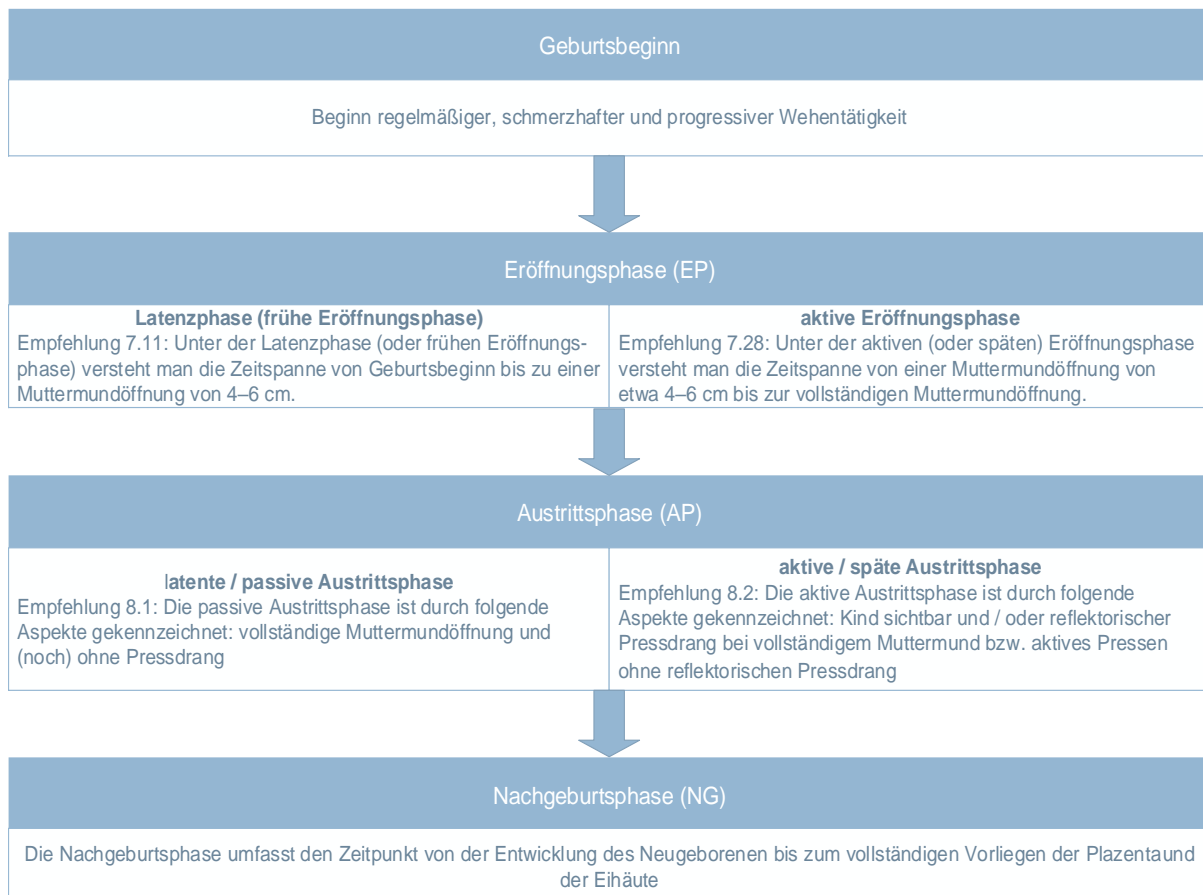 Geburtsbeginn
Beginn regelmäßiger, schmerzhafter und progressiver Wehentätigkeit
Eröffnungsphase (EP)
Latenzphase (frühe Eröffnungsphase)
Empfehlung 7.11: Unter der Latenzphase (oder frühen Eröffnungs-
phase) versteht man die Zeitspanne von Geburtsbeginn bis zu einer
Muttermundöffnung von 4–6 cm.
aktive Eröffnungsphase
Empfehlung 7.28: Unter der aktiven (oder späten) Eröffnungsphase
versteht man die Zeitspanne von einer Muttermundöffnung von
etwa 4–6 cm bis zur vollständigen Muttermundöffnung.
Austrittsphase (AP)
latente / passive Austrittsphase
Empfehlung 8.1: Die passive Austrittsphase ist durch folgende
Aspekte gekennzeichnet: vollständige Muttermundöffnung und
(noch) ohne Pressdrang
aktive / späte Austrittsphase
Empfehlung 8.2: Die aktive Austrittsphase ist durch folgende
Aspekte gekennzeichnet: Kind sichtbar und / oder reflektorischer
Pressdrang bei vollständigem Muttermund bzw. aktives Pressen
ohne reflektorischen Pressdrang
Nachgeburtsphase (NG)
Die Nachgeburtsphase umfasst den Zeitpunkt von der Entwicklung des Neugeborenen bis zum vollständigen Vorliegen der Plazentaund
der Eihäute